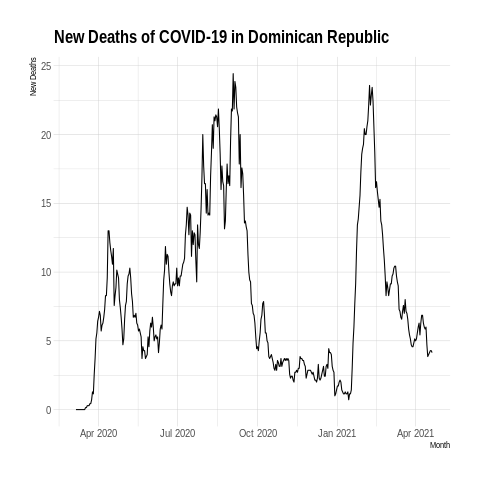 New Deaths of COVID-19 in Dominican Republic
New Deaths
25
20
15
10
5
0
Apr 2020 Jul 2020 Oct 2020 Jan 2021 Apr 2021
Month